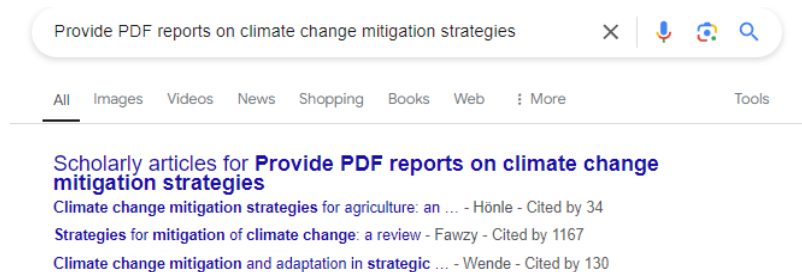 Provide PDF reports on climate change mitigation strategies
All Images Videos News Shopping Books Web More Tools
Scholarly articles for Provide PDF reports on climate change
mitigation strategies
Climate change mitigation strategies for agriculture: an ... - Hönle - Cited by 34
Strategies for mitigation of climate change: a review - Fawzy - Cited by 1167
Climate change mitigation and adaptation in strategic ... - Wende - Cited by 130